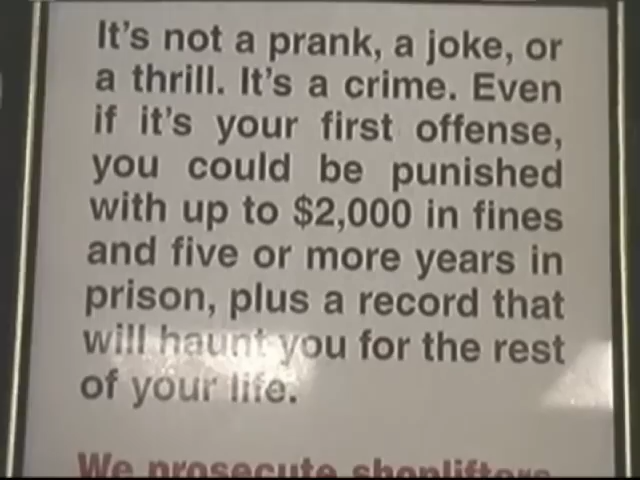 It's not a prank, a joke, or
a thrill. It's a crime. Even
if it's your first offense,
you could be punished
with up to $2,000 in fines
and five or more years in
prison, plus a record that
will haunt you for the rest
of your life.
We prosecute shoplifters